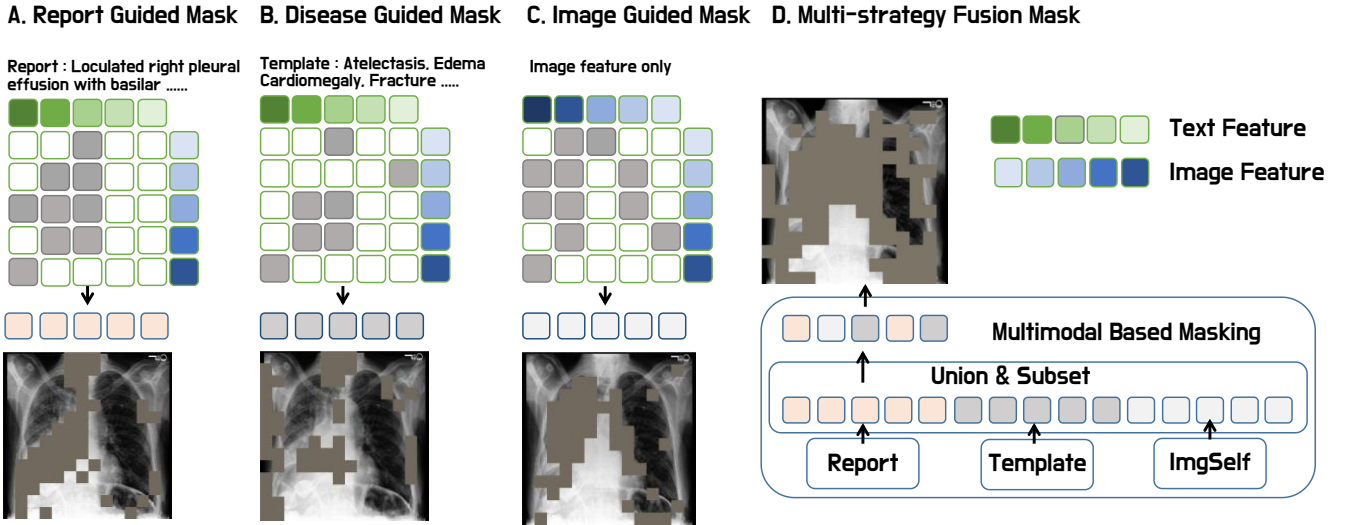 A. Report Guided Mask
B. Disease Guided Mask
C. Image Guided Mask
D. Multi-strategy Fusion Mask
Report : Loculated right pleural
effusion with basilar ......
Template : Atelectasis, Edema
Cardiomegaly, Fracture .....
Image feature only
Text Feature
Image Feature
Multimodal Based Masking
Union & Subset
Report
Template
ImgSelf